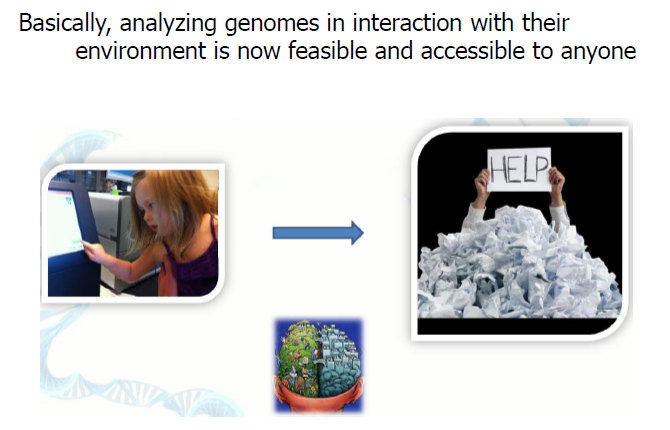 Basically, analyzing genomes in interaction with their
environment is now feasible and accessible to anyone
HELP